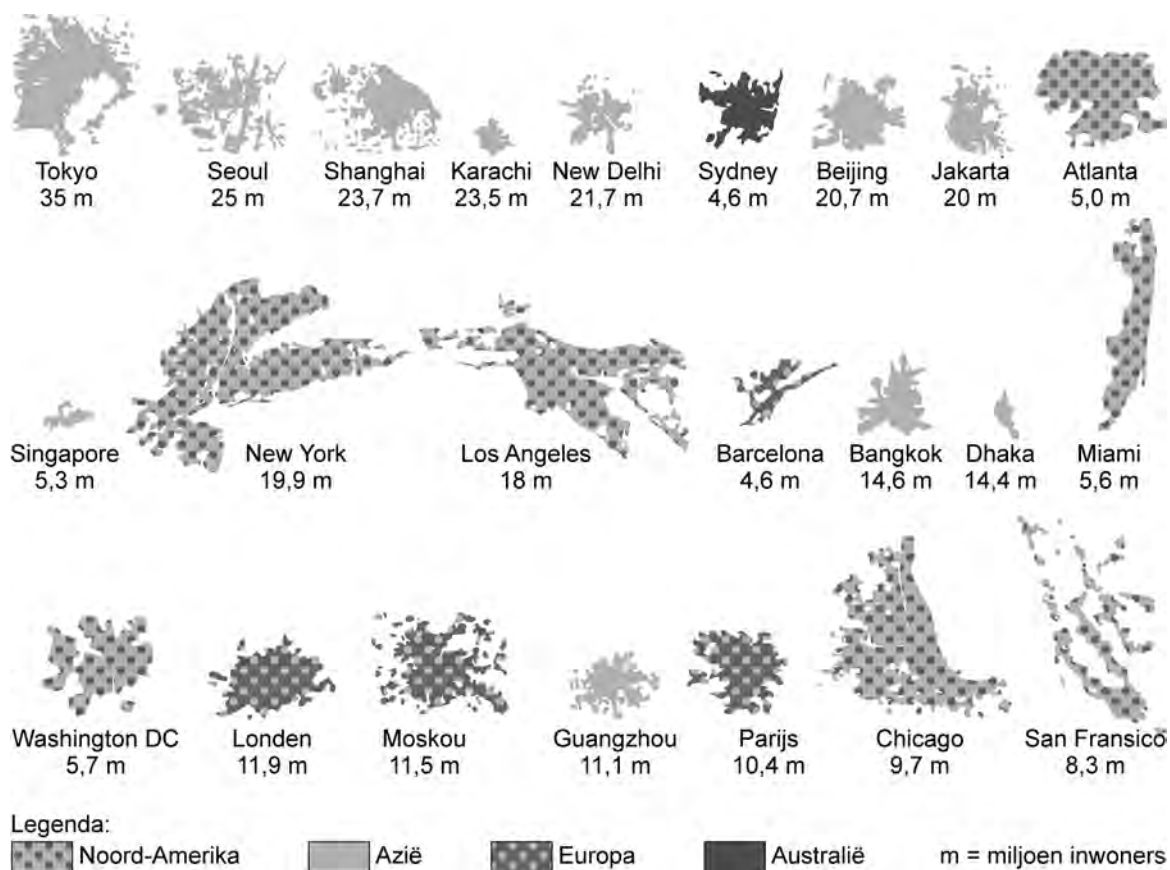 Tokyo Seoul Shanghai Karachi New Delhi Sydney Beijing Jakarta Atlanta
35 m 25 m 23,7 m 23,5 m 21,7 m 4,6 m 20,7 m 20 m 5,0 m
Singapore New York Los Angeles Barcelona Bangkok Dhaka Miami
5,3 m 19,9 m 18 m 4,6 m 14,6 m 14,4 m 5,6 m
Washington DC Londen Moskou Guangzhou Parijs Chicago San Fransico
5,7 m 11,9 m 11,5 m 11,1 m 10,4 m 9,7 m 8,3 m
Legenda:
Noord-Amerika Azië Europa Australië m = miljoen inwoners